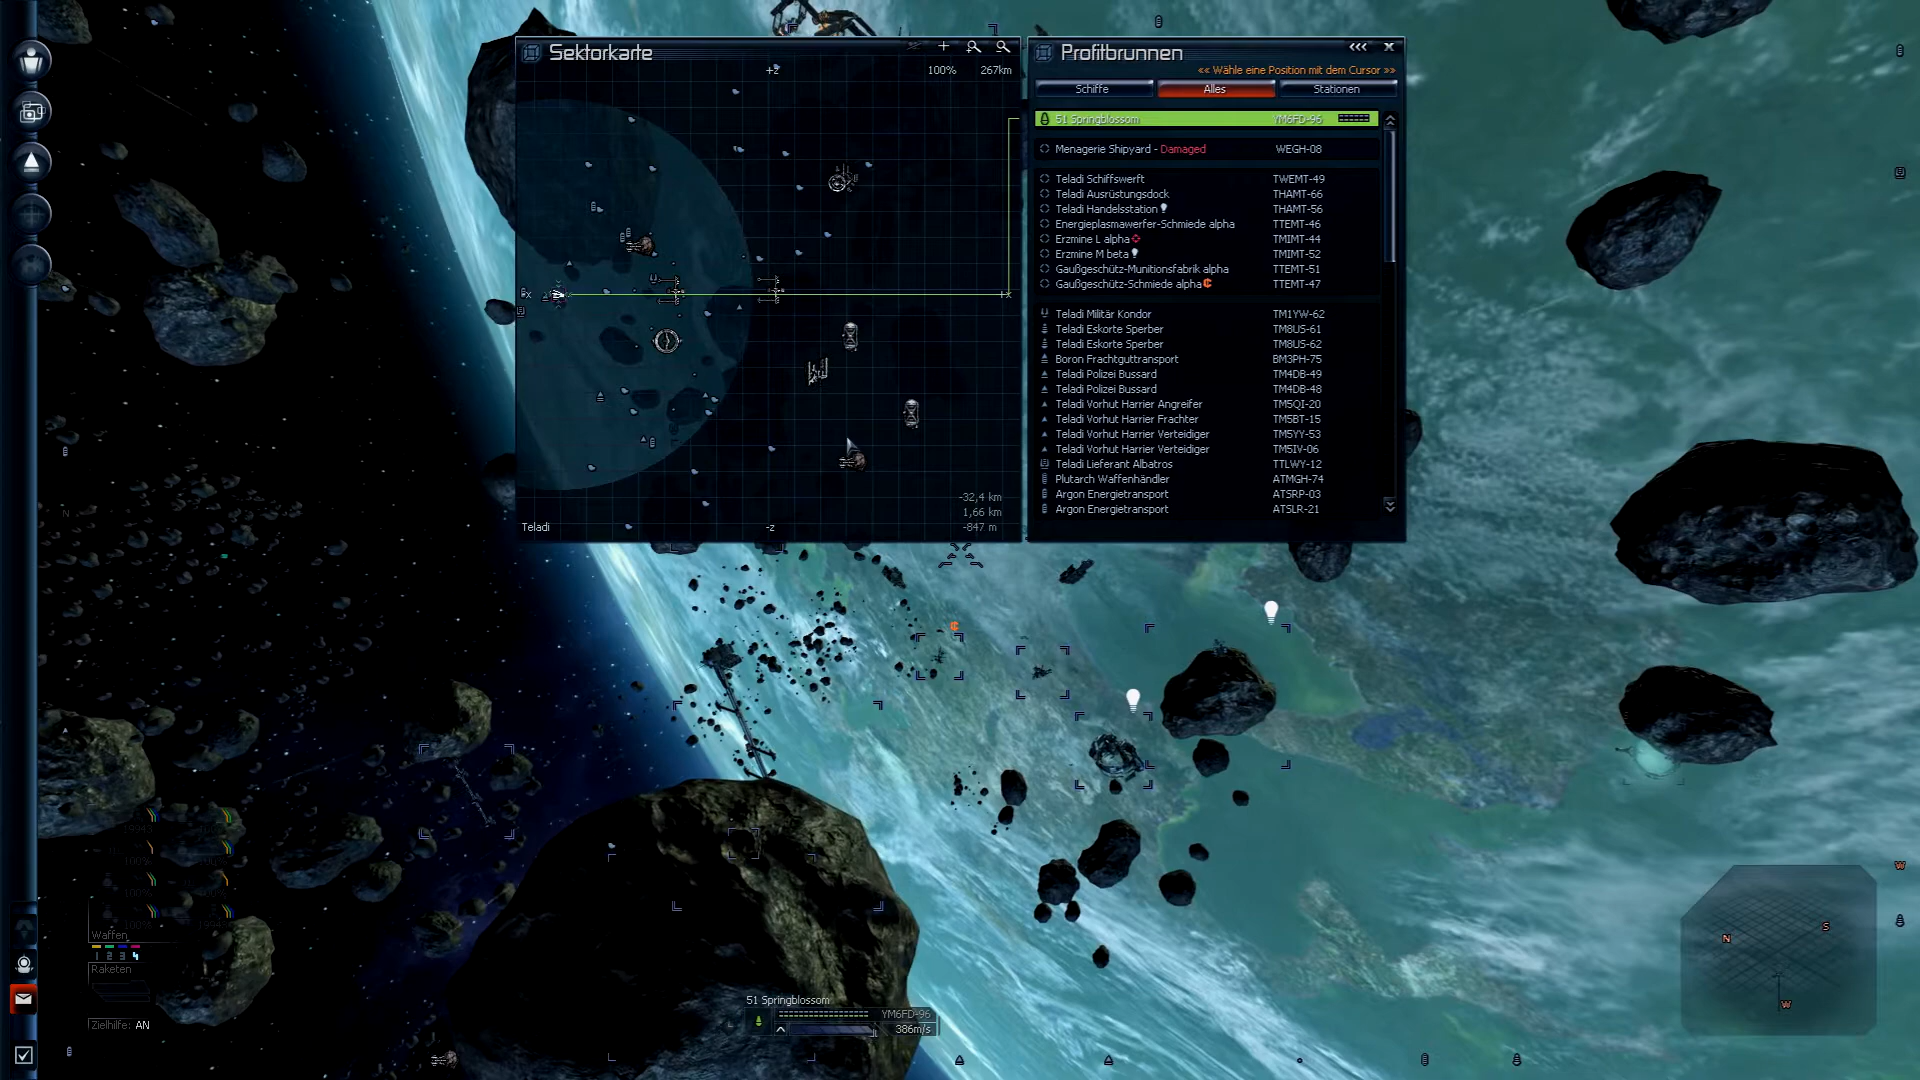 Sektorkarte
+z
100% 267km
-x
+x
-32,4 km
1,66 km
-847 m
Teladi
-z
Profitbrunnen
«« Wähle eine Position mit dem Cursor »»
Schiffe Alles Stationen
51 Springblossom YM6FD-96
Menagerie Shipyard - Damaged WEGH-08
Teladi Schiffswerft TWEMT-49
Teladi Ausrüstungsdock THAMT-66
Teladi Handelsstation THAMT-56
Energieplasmawerfer-Schmiede alpha TTEMT-46
Erzmine L alpha TMIMT-44
Erzmine M beta TMIMT-52
Gaußgeschütz-Munitionsfabrik alpha TTEMT-51
Gaußgeschütz-Schmiede alpha TTEMT-47
Teladi Militär Kondor TM1YW-62
Teladi Eskorte Sperber TM8US-61
Teladi Eskorte Sperber TM8US-62
Boron Frachtguttransport BM3PH-75
Teladi Polizei Bussard TM4DB-49
Teladi Polizei Bussard TM4DB-48
Teladi Vorhut Harrier Angreifer TM5QI-20
Teladi Vorhut Harrier Frachter TM5BT-15
Teladi Vorhut Harrier Verteidiger TM5YY-53
Teladi Vorhut Harrier Verteidiger TM5IV-06
Teladi Lieferant Albatros TTLWY-12
Plutarch Waffenhändler ATMGH-74
Argon Energietransport ATSRP-03
Argon Energietransport ATSLR-21
N
100%
100%
100%
Waffen
1 2 3 4
Raketen
Zielhilfe: AN
51 Springblossom
YM6FD-96
386m/s
W
N
S
W